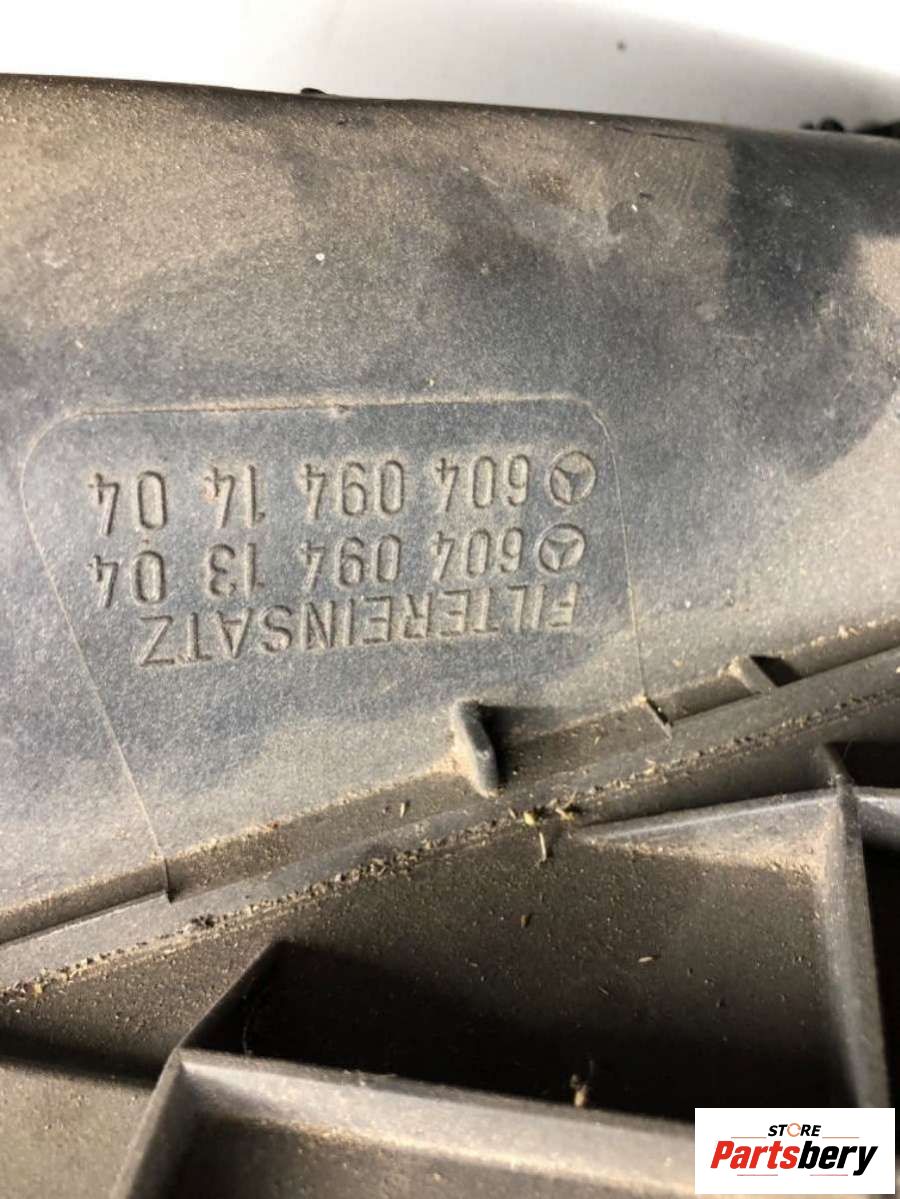 FILTEREINSATZ
604 094 13 04
604 094 14 04
STORE
Partsbery